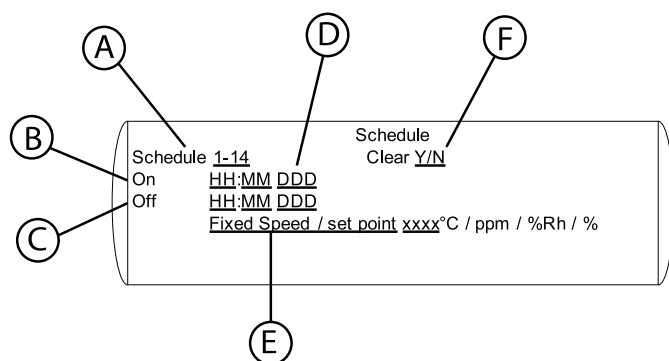 D
F
A
B
Schedule
Schedule 1-14 Clear Y/N
On HH:MM DDD
Off HH:MM DDD
Fixed Speed / set point xxxx°C / ppm / %Rh / %
C
E